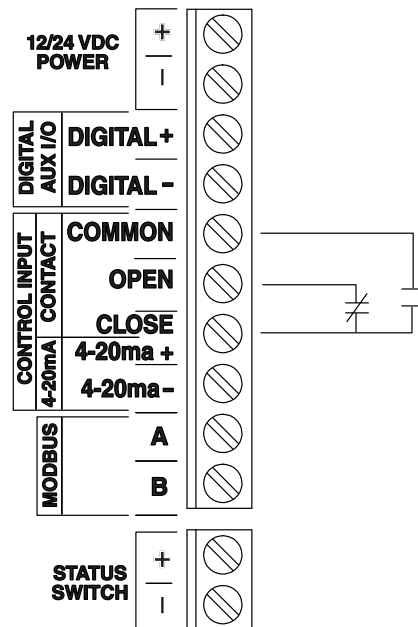 12/24 VDC
POWER
+
−
DIGITAL
AUX I/O
DIGITAL+
DIGITAL-
CONTROL INPUT
CONTACT
COMMON
OPEN
CLOSE
4-20mA
4-20ma +
4-20ma-
MODBUS
A
B
STATUS
SWITCH
+
−